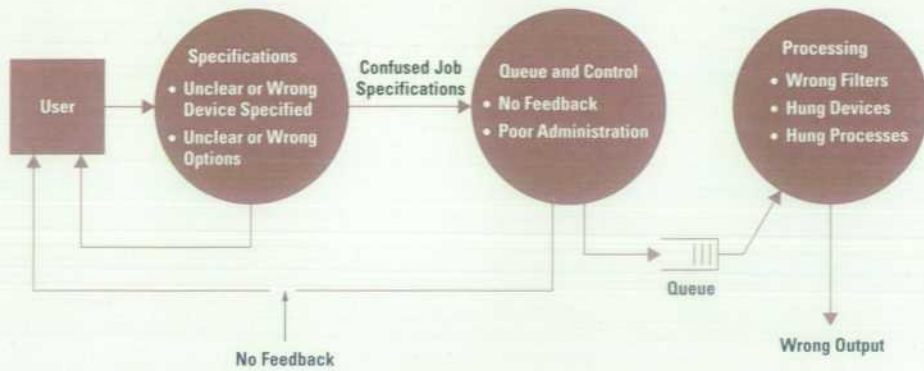 User
Specifications
• Unclear or Wrong
Device Specified
• Unclear or Wrong
Options
Confused Job
Specifications
Queue and Control
• No Feedback
• Poor Administration
Processing
• Wrong Filters
• Hung Devices
• Hung Processes
Queue
No Feedback
Wrong Output